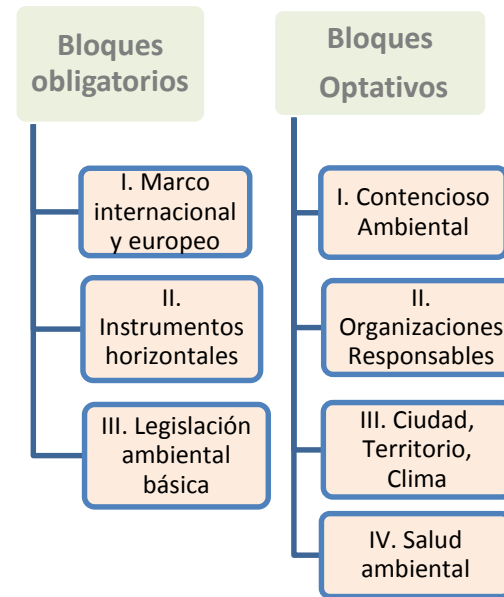 Bloques
obligatorios
I. Marco
internacional
y europeo
II.
Instrumentos
horizontales
III. Legislación
ambiental
básica
Bloques
Optativos
I. Contencioso
Ambiental
II.
Organizaciones
Responsables
III. Ciudad,
Territorio,
Clima
IV. Salud
ambiental